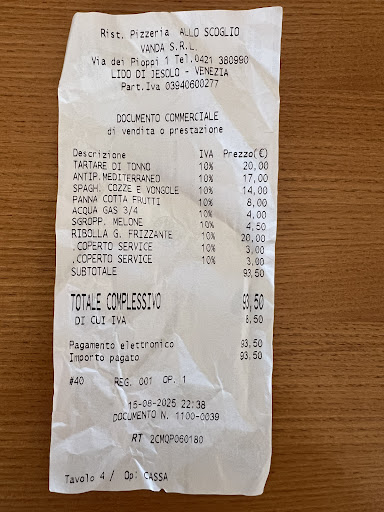 Rist. Pizzeria ALLO SCOGLIO
VANDA S.R.L.
Via dei Pioppi 1 Tel.0421 380990
LIDO DI JESOLO - VENEZIA
Part.Iva 03940600277
DOCUMENTO COMMERCIALE
di vendita o prestazione
Descrizione IVA Prezzo(€)
TARTARE DI TONNO 10% 20,00
ANTIP.MEDITERRANEO 10% 17,00
SPAGH. COZZE E VONGOLE 10% 14,00
PANNA COTTA FRUTTI 10% 8,00
ACQUA GAS 3/4 10% 4,00
SGROPP. MELONE 10% 4,50
RIBOLLA G. FRIZZANTE 10% 20,00
.COPERTO SERVICE 10% 3,00
.COPERTO SERVICE 10% 3,00
SUBTOTALE 93,50
TOTALE COMPLESSIVO 93,50
DI CUI IVA 8,50
Pagamento elettronico 93,50
Importo pagato 93,50
#40 REG. 001 OP. 1
15-08-2025 22:38
DOCUMENTO N. 1100-0039
RT 2CMQP060180
Tavolo 4 / Op: CASSA